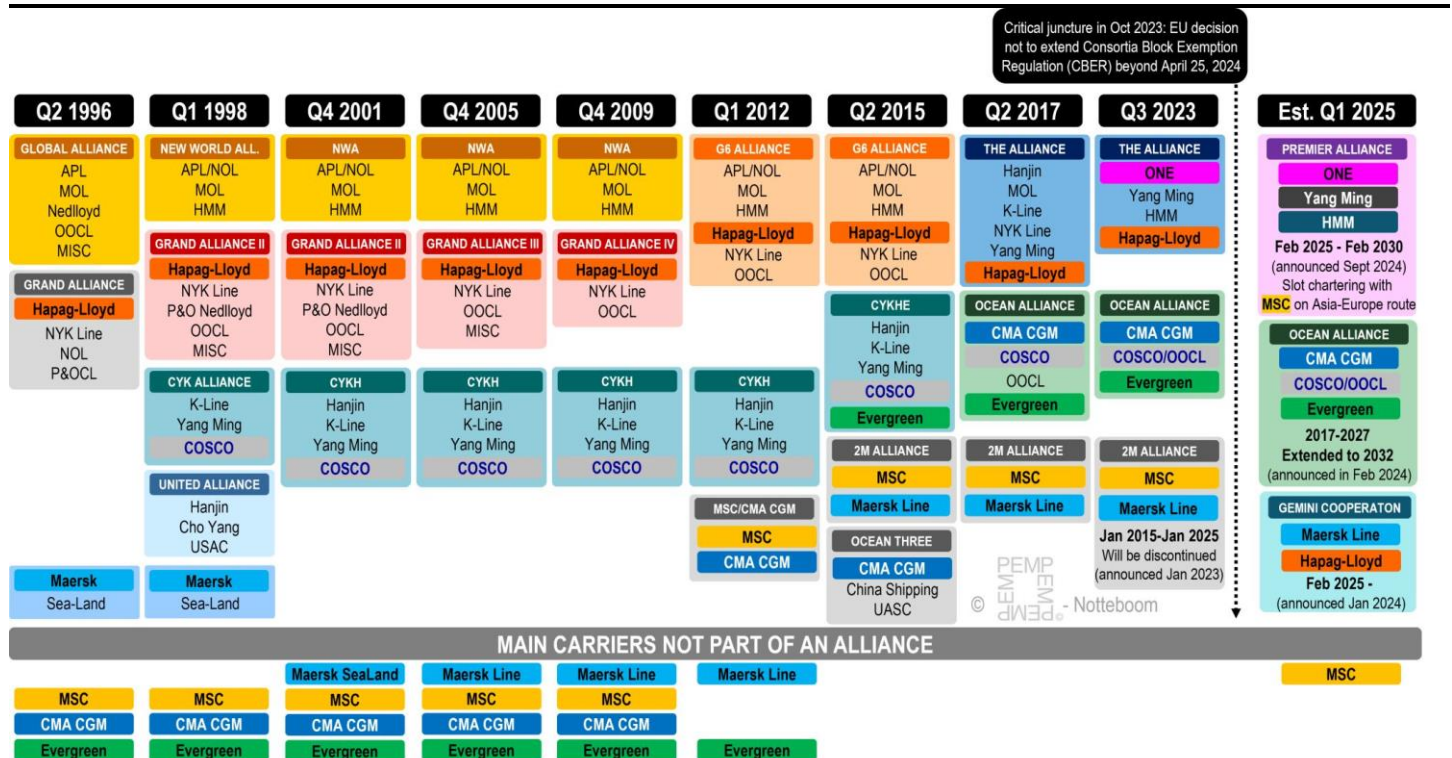 Critical juncture in Oct 2023: EU decision
not to extend Consortia Block Exemption
Regulation (CBER) beyond April 25, 2024
Q2 1996
GLOBAL ALLIANCE
APL
MOL
Nedlloyd
OOCL
MISC
GRAND ALLIANCE
Hapag-Lloyd
NYK Line
NOL
P&OCL
Maersk
Sea-Land
Q1 1998
NEW WORLD ALL.
APL/NOL
MOL
HMM
GRAND ALLIANCE II
Hapag-Lloyd
NYK Line
P&O Nedlloyd
OOCL
MISC
CYK ALLIANCE
K-Line
Yang Ming
COSCO
UNITED ALLIANCE
Hanjin
Cho Yang
USAC
Maersk
Sea-Land
Q4 2001
NWA
APL/NOL
MOL
HMM
GRAND ALLIANCE II
Hapag-Lloyd
NYK Line
P&O Nedlloyd
OOCL
MISC
CYKH
Hanjin
K-Line
Yang Ming
COSCO
Q4 2005
NWA
APL/NOL
MOL
HMM
GRAND ALLIANCE III
Hapag-Lloyd
NYK Line
OOCL
MISC
CYKH
Hanjin
K-Line
Yang Ming
COSCO
Q4 2009
NWA
APL/NOL
MOL
HMM
GRAND ALLIANCE IV
Hapag-Lloyd
NYK Line
OOCL
CYKH
Hanjin
K-Line
Yang Ming
COSCO
Q1 2012
G6 ALLIANCE
APL/NOL
MOL
HMM
Hapag-Lloyd
NYK Line
OOCL
CYKH
Hanjin
K-Line
Yang Ming
COSCO
MSC/CMA CGM
MSC
CMA CGM
Q2 2015
G6 ALLIANCE
APL/NOL
MOL
HMM
Hapag-Lloyd
NYK Line
OOCL
CYKHE
Hanjin
K-Line
Yang Ming
COSCO
Evergreen
2M ALLIANCE
MSC
Maersk Line
OCEAN THREE
CMA CGM
China Shipping
UASC
Q2 2017
THE ALLIANCE
Hanjin
MOL
K-Line
NYK Line
Yang Ming
Hapag-Lloyd
OCEAN ALLIANCE
CMA CGM
COSCO
OOCL
Evergreen
2M ALLIANCE
MSC
Maersk Line
Q3 2023
THE ALLIANCE
ONE
Yang Ming
HMM
Hapag-Lloyd
OCEAN ALLIANCE
CMA CGM
COSCO/OOCL
Evergreen
2M ALLIANCE
MSC
Maersk Line
Jan 2015-Jan 2025
Will be discontinued
(announced Jan 2023)
© PEMP PEMP PEMP PEMP © - Notteboom
Est. Q1 2025
PREMIER ALLIANCE
ONE
Yang Ming
HMM
Feb 2025 - Feb 2030
(announced Sept 2024)
Slot chartering with
MSC on Asia-Europe route
OCEAN ALLIANCE
CMA CGM
COSCO/OOCL
Evergreen
2017-2027
Extended to 2032
(announced in Feb 2024)
GEMINI COOPERATON
Maersk Line
Hapag-Lloyd
Feb 2025 -
(announced Jan 2024)
MAIN CARRIERS NOT PART OF AN ALLIANCE
MSC
CMA CGM
Evergreen
MSC
CMA CGM
Evergreen
Maersk SeaLand
MSC
CMA CGM
Evergreen
Maersk Line
MSC
CMA CGM
Evergreen
Maersk Line
MSC
CMA CGM
Evergreen
Maersk Line
Evergreen
MSC